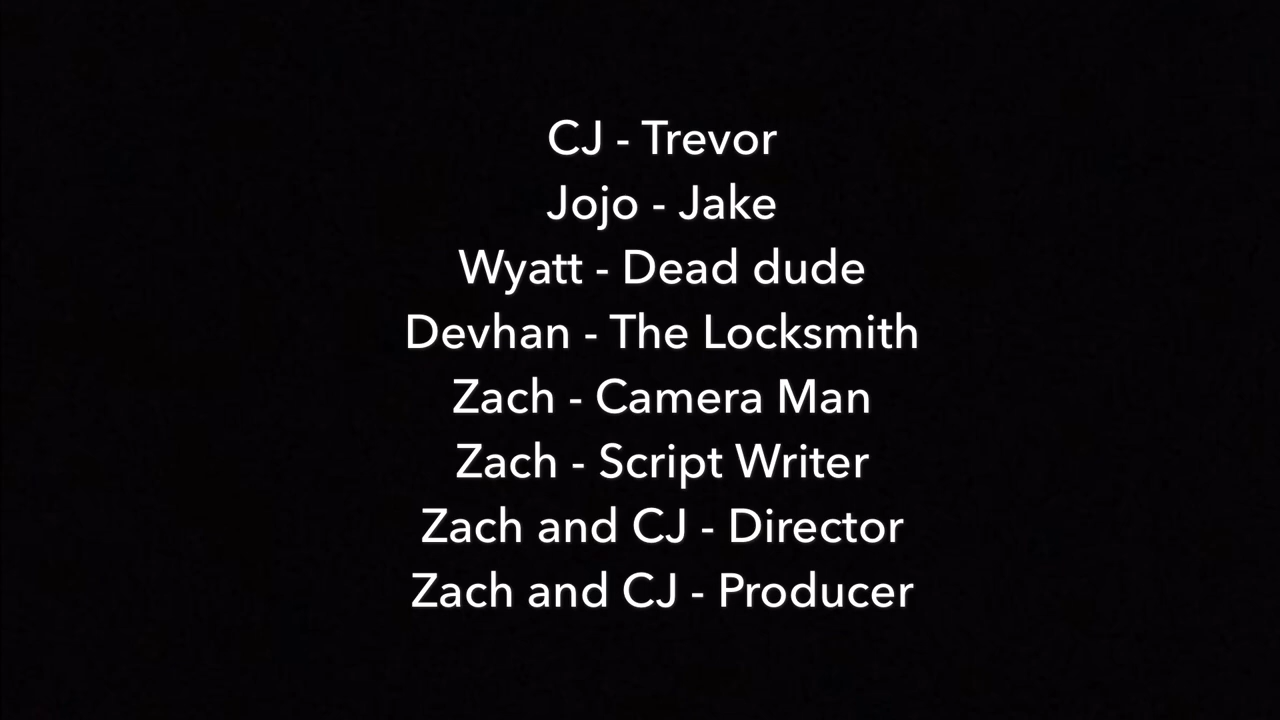 CJ - Trevor
Jojo - Jake
Wyatt - Dead dude
Devhan - The Locksmith
Zach - Camera Man
Zach - Script Writer
Zach and CJ - Director
Zach and CJ - Producer